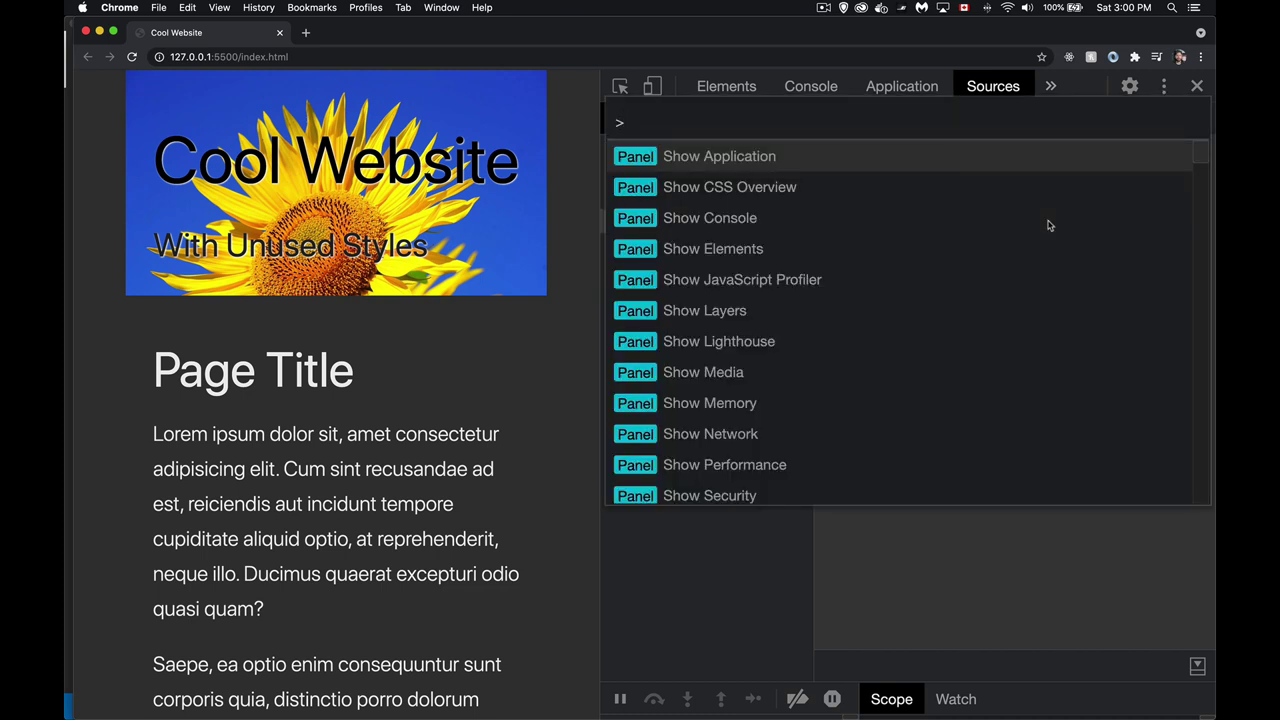 Chrome File Edit View History Bookmarks Profiles Tab Window Help 100% Sat 3:00 PM
Cool Website
127.0.0.1:5500/index.html
Elements Console Application Sources
>
Panel Show Application
Panel Show CSS Overview
Panel Show Console
Panel Show Elements
Panel Show JavaScript Profiler
Panel Show Layers
Panel Show Lighthouse
Panel Show Media
Panel Show Memory
Panel Show Network
Panel Show Performance
Panel Show Security
Cool Website
With Unused Styles
Page Title
Lorem ipsum dolor sit, amet consectetur
adipisicing elit. Cum sint recusandae ad
est, reiciendis aut incidunt tempore
cupiditate aliquid optio, at reprehenderit,
neque illo. Ducimus quaerat excepturi odio
quasi quam?
Saepe, ea optio enim consequuntur sunt
corporis quia, distinctio porro dolorum
Scope Watch